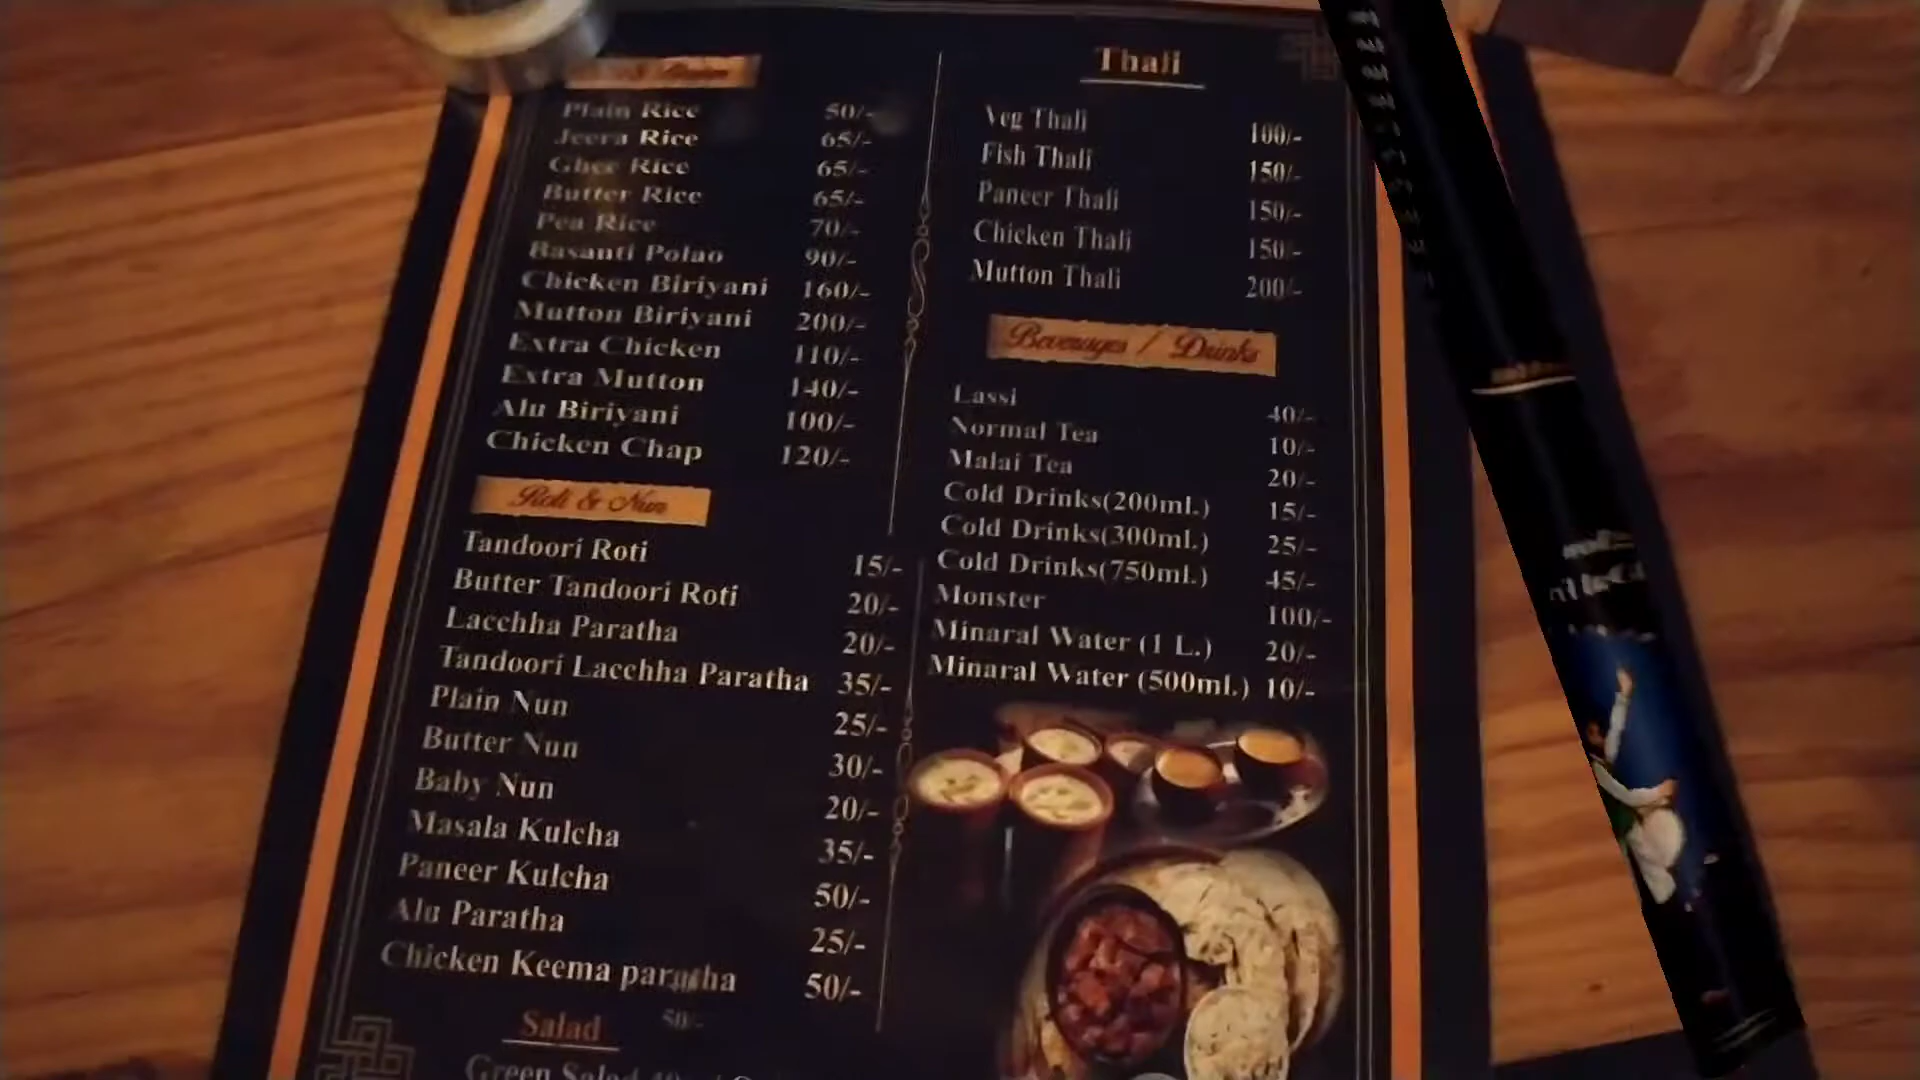 Plain Rice 50/-
Jeera Rice 65/-
Ghee Rice 65/-
Butter Rice 65/-
Pea Rice 70/-
Basanti Polao 90/-
Chicken Biriyani 160/-
Mutton Biriyani 200/-
Extra Chicken 110/-
Extra Mutton 140/-
Alu Biriyani 100/-
Chicken Chap 120/-
Roti & Nun
Tandoori Roti 15/-
Butter Tandoori Roti 20/-
Lacchha Paratha 20/-
Tandoori Lacchha Paratha 35/-
Plain Nun 25/-
Butter Nun 30/-
Baby Nun 20/-
Masala Kulcha 35/-
Paneer Kulcha 50/-
Alu Paratha 25/-
Chicken Keema paratha 50/-
Salad 50/-
Green Salad
Thali
Veg Thali 100/-
Fish Thali 150/-
Paneer Thali 150/-
Chicken Thali 150/-
Mutton Thali 200/-
Beverages / Drinks
Lassi 40/-
Normal Tea 10/-
Malai Tea 20/-
Cold Drinks(200ml.) 15/-
Cold Drinks(300ml.) 25/-
Cold Drinks(750ml.) 45/-
Monster 100/-
Minaral Water (1 L.) 20/-
Minaral Water (500ml.) 10/-